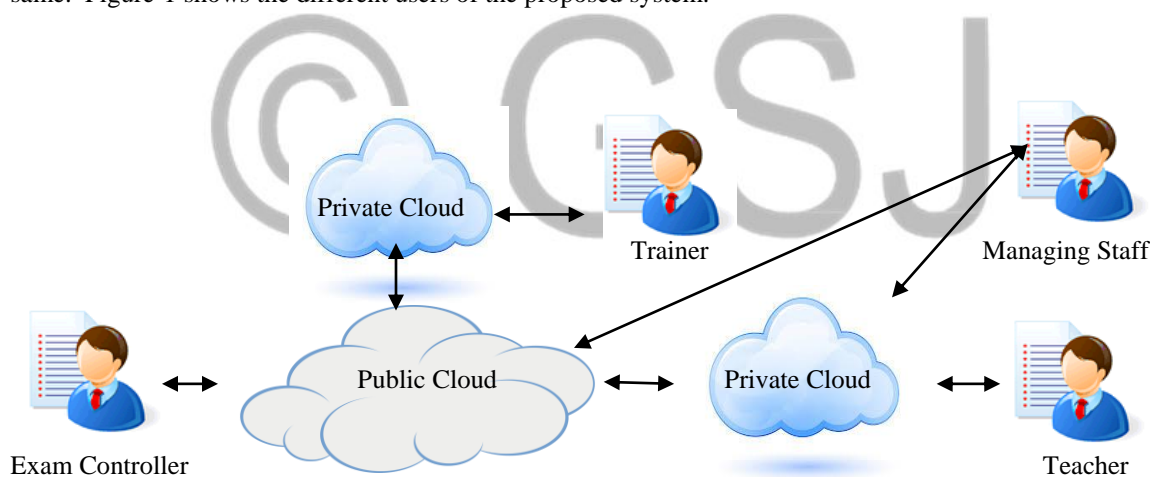 same. Figure 1 shows the different users of the proposed system.
© GSJ
Private Cloud
Trainer
Managing Staff
Public Cloud
Private Cloud
Exam Controller
Teacher